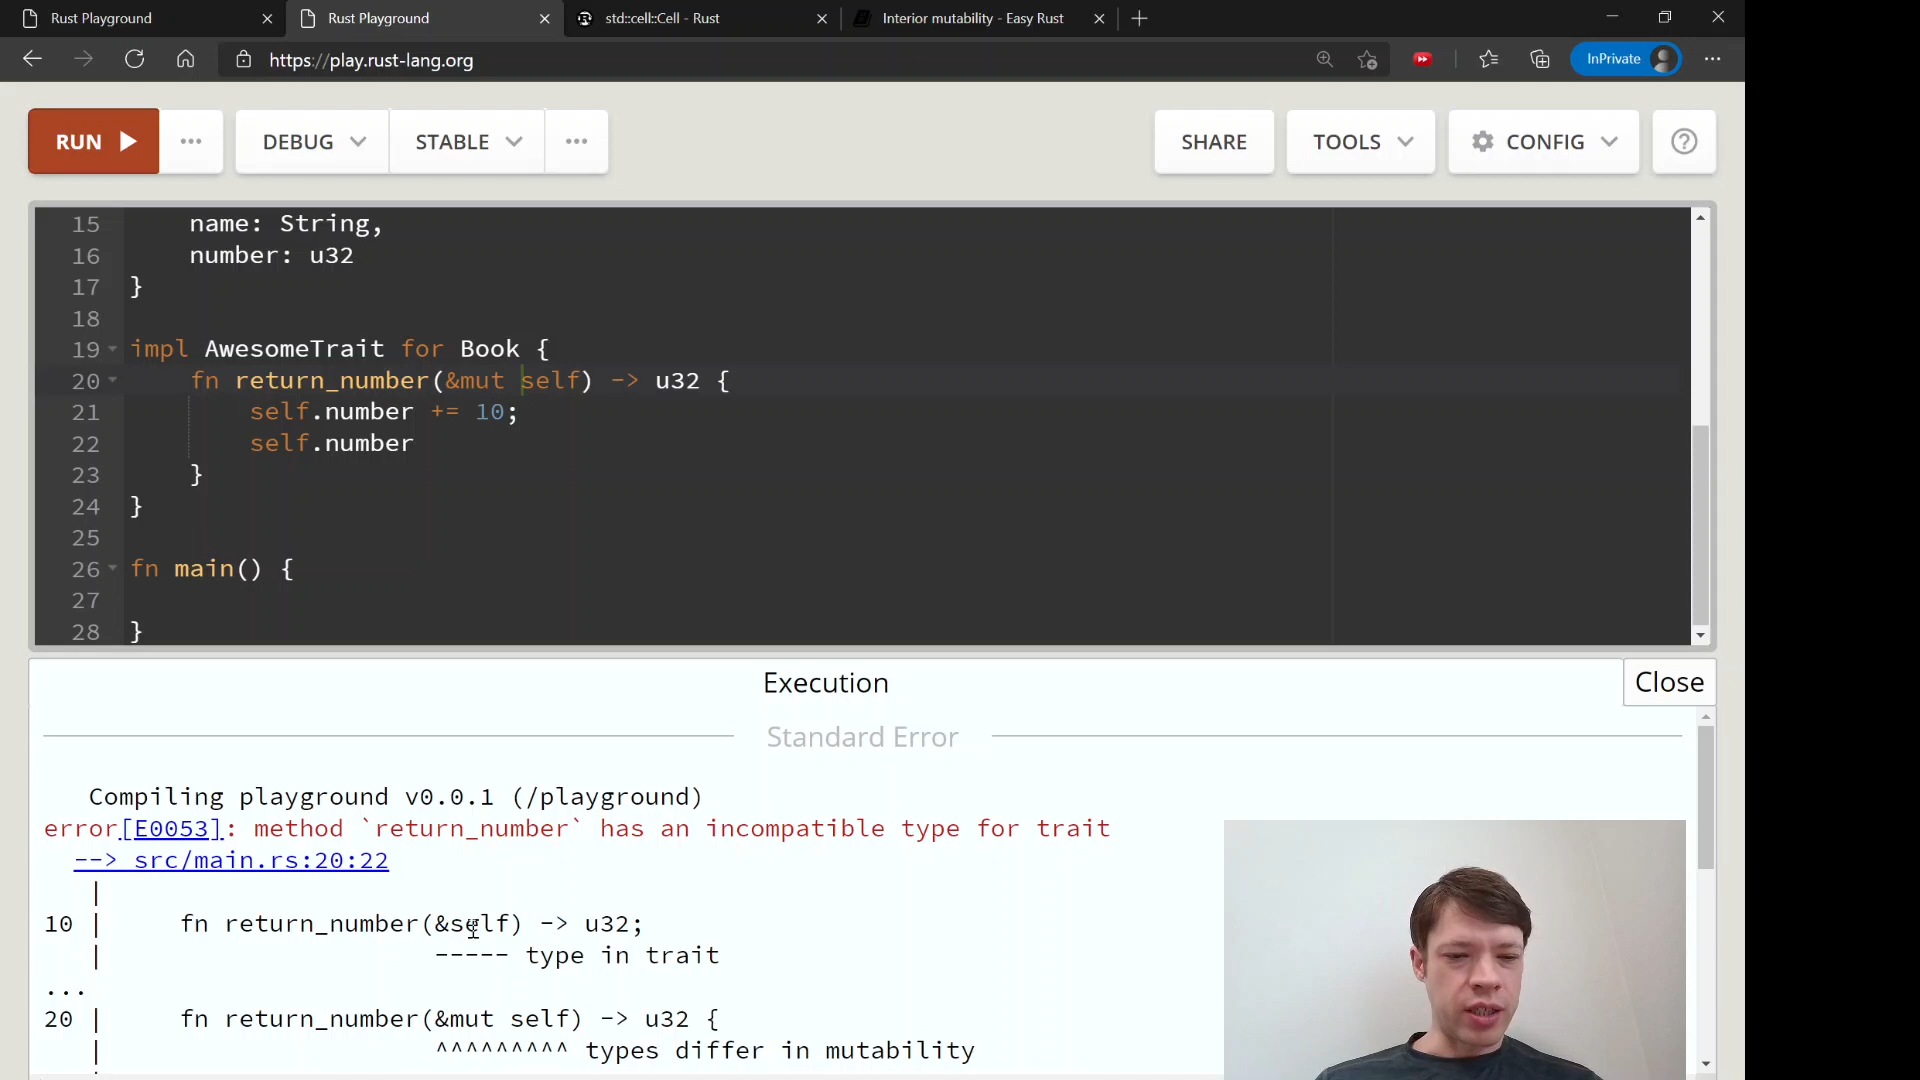 Rust Playground
Rust Playground
std::cell::Cell - Rust
Interior mutability - Easy Rust
https://play.rust-lang.org
InPrivate
RUN
DEBUG
STABLE
SHARE
TOOLS
CONFIG
15 name: String,
16 number: u32
17 }
18
19 impl AwesomeTrait for Book {
20 fn return_number(&mut self) -> u32 {
21 self.number += 10;
22 self.number
23 }
24 }
25
26 fn main() {
27
28 }
Execution
Close
Standard Error
Compiling playground v0.0.1 (/playground)
error[E0053]: method `return_number` has an incompatible type for trait
--> src/main.rs:20:22
|
10 | fn return_number(&self) -> u32;
| ----- type in trait
...
20 | fn return_number(&mut self) -> u32 {
| ^^^^^^^^^ types differ in mutability